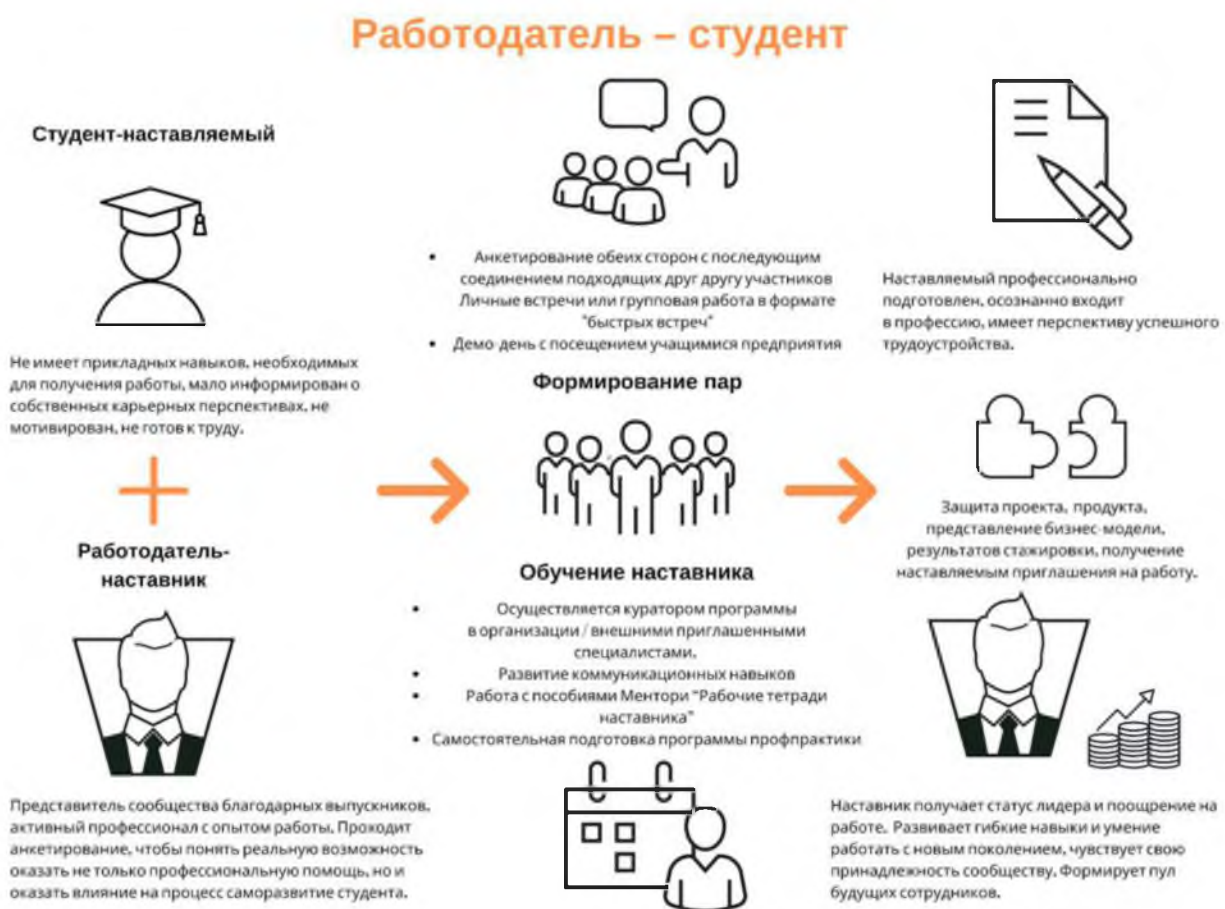 Работодатель – студент
Студент-наставляемый
Не имеет прикладных навыков, необходимых
для получения работы, мало информирован о
собственных карьерных перспективах, не
мотивирован, не готов к труду.
Работодатель-
наставник
Представитель сообщества благодарных выпускников,
активный профессионал с опытом работы. Проходит
анкетирование, чтобы понять реальную возможность
оказать не только профессиональную помощь, но и
оказать влияние на процесс саморазвитие студента.
• Анкетирование обеих сторон с последующим
соединением подходящих друг другу участников
Личные встречи или групповая работа в формате
"быстрых встреч"
• Демо-день с посещением учащимися предприятия
Формирование пар
Обучение наставника
• Осуществляется куратором программы
в организации / внешними приглашенными
специалистами.
• Развитие коммуникационных навыков
• Работа с пособиями Ментори "Рабочие тетради
наставника"
• Самостоятельная подготовка программы профпрактики
Наставляемый профессионально
подготовлен, осознанно входит
в профессию, имеет перспективу успешного
трудоустройства.
Защита проекта, продукта,
представление бизнес-модели,
результатов стажировки, получение
наставляемым приглашения на работу.
Наставник получает статус лидера и поощрение на
работе. Развивает гибкие навыки и умение
работать с новым поколением, чувствует свою
принадлежность сообществу. Формирует пул
будущих сотрудников.